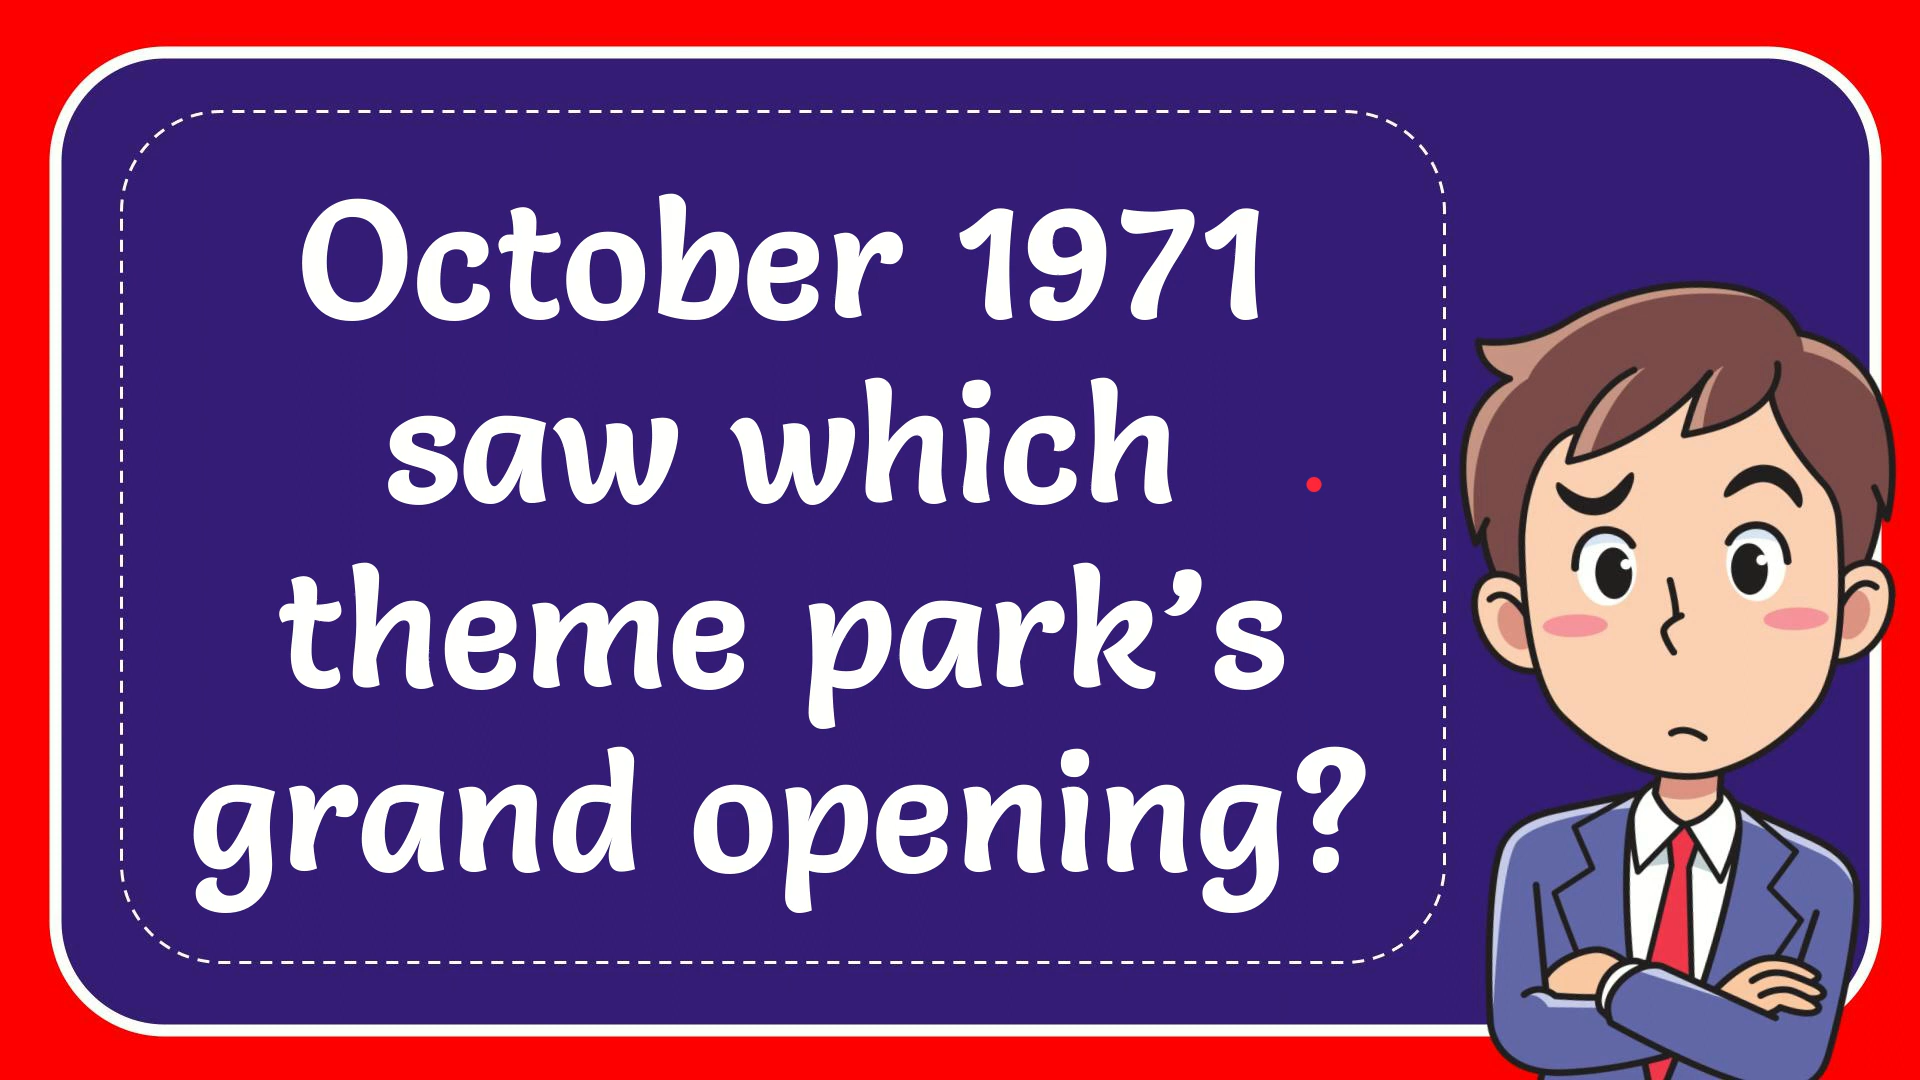 October 1971
saw which
theme park’s
grand opening?